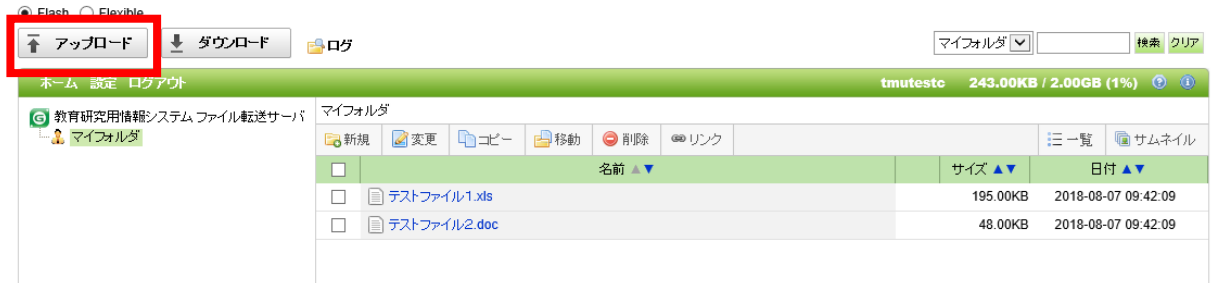 Flash Flexible
アップロード ダウンロード ログ マイフォルダ 検索 クリア
ホーム 設定 ログアウト tmutestc 243.00KB / 2.00GB (1%)
教育研究用情報システム ファイル転送サーバ マイフォルダ
マイフォルダ
新規 変更 コピー 移動 削除 リンク 一覧 サムネイル
名前 ▲▼ サイズ ▲▼ 日付 ▲▼
テストファイル1.xls 195.00KB 2018-08-07 09:42:09
テストファイル2.doc 48.00KB 2018-08-07 09:42:09